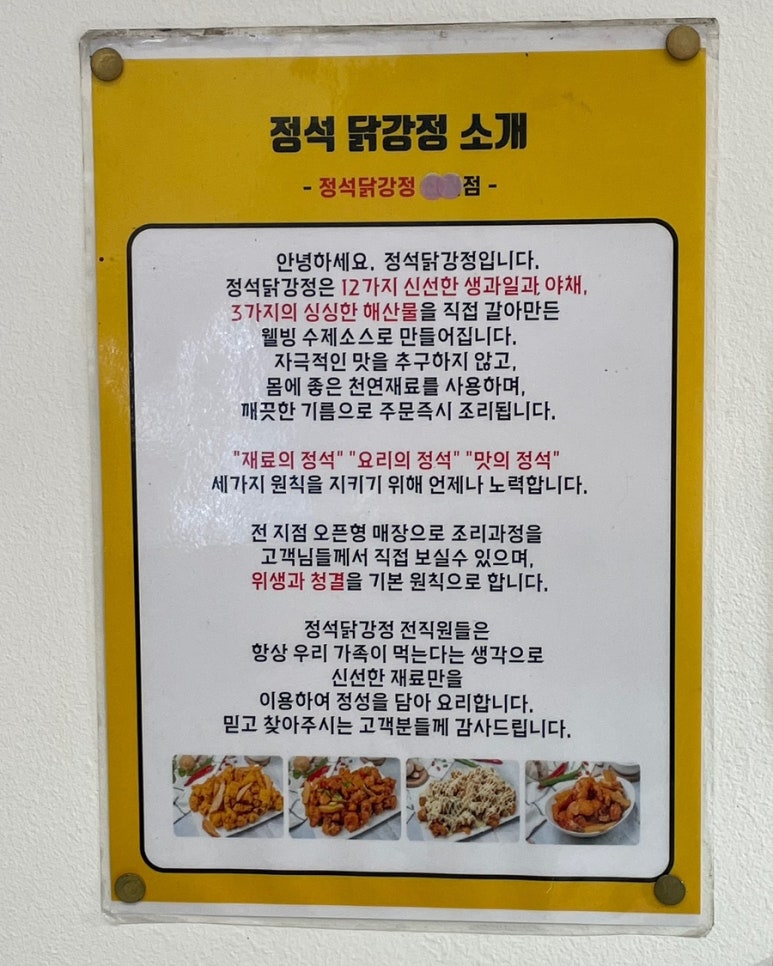 정석 닭강정 소개
- 정석닭강정 점 -
안녕하세요. 정석닭강정입니다.
정석닭강정은 12가지 신선한 생과일과 야채,
3가지의 싱싱한 해산물을 직접 갈아만든
웰빙 수제소스로 만들어집니다.
자극적인 맛을 추구하지 않고,
몸에 좋은 천연재료를 사용하며,
깨끗한 기름으로 주문즉시 조리됩니다.
"재료의 정석" "요리의 정석" "맛의 정석"
세가지 원칙을 지키기 위해 언제나 노력합니다.
전 지점 오픈형 매장으로 조리과정을
고객님들께서 직접 보실수 있으며,
위생과 청결을 기본 원칙으로 합니다.
정석닭강정 전직원들은
항상 우리 가족이 먹는다는 생각으로
신선한 재료만을
이용하여 정성을 담아 요리합니다.
믿고 찾아주시는 고객분들께 감사드립니다.